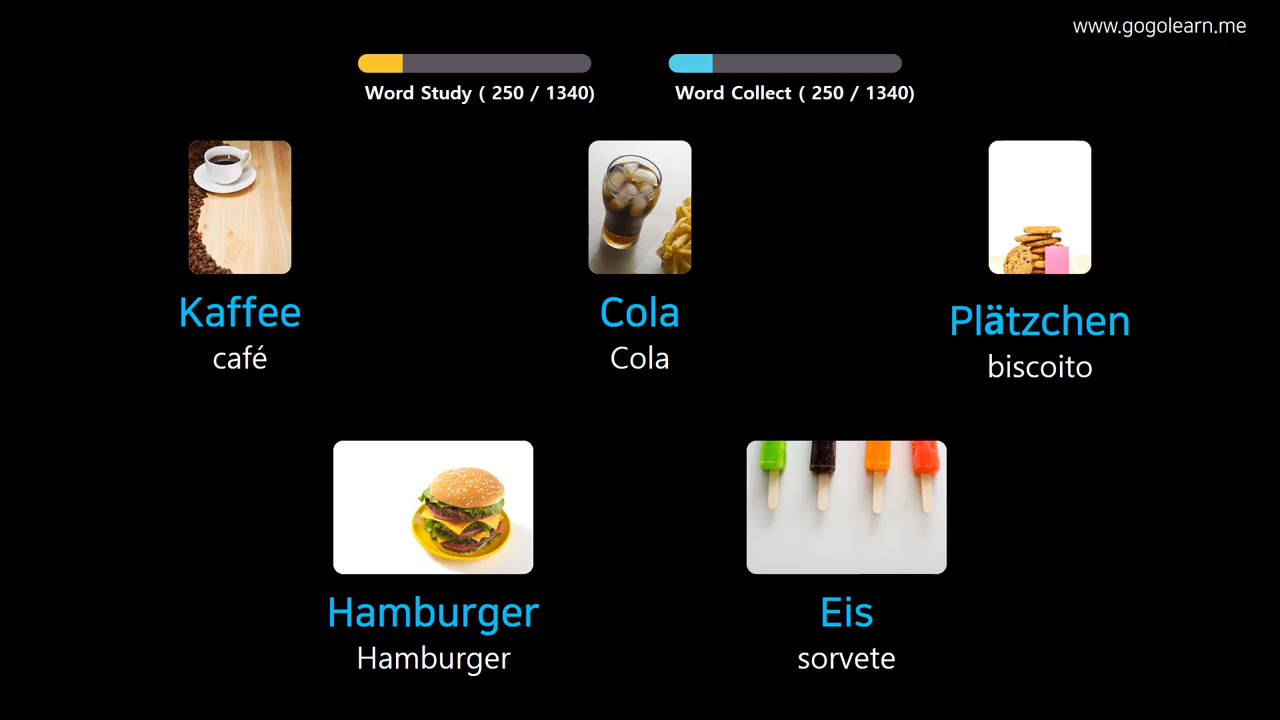 www.gogolearn.me
Word Study ( 250 / 1340)
Word Collect ( 250 / 1340)
Kaffee
café
Cola
Cola
Plätzchen
biscoito
Hamburger
Hamburger
Eis
sorvete